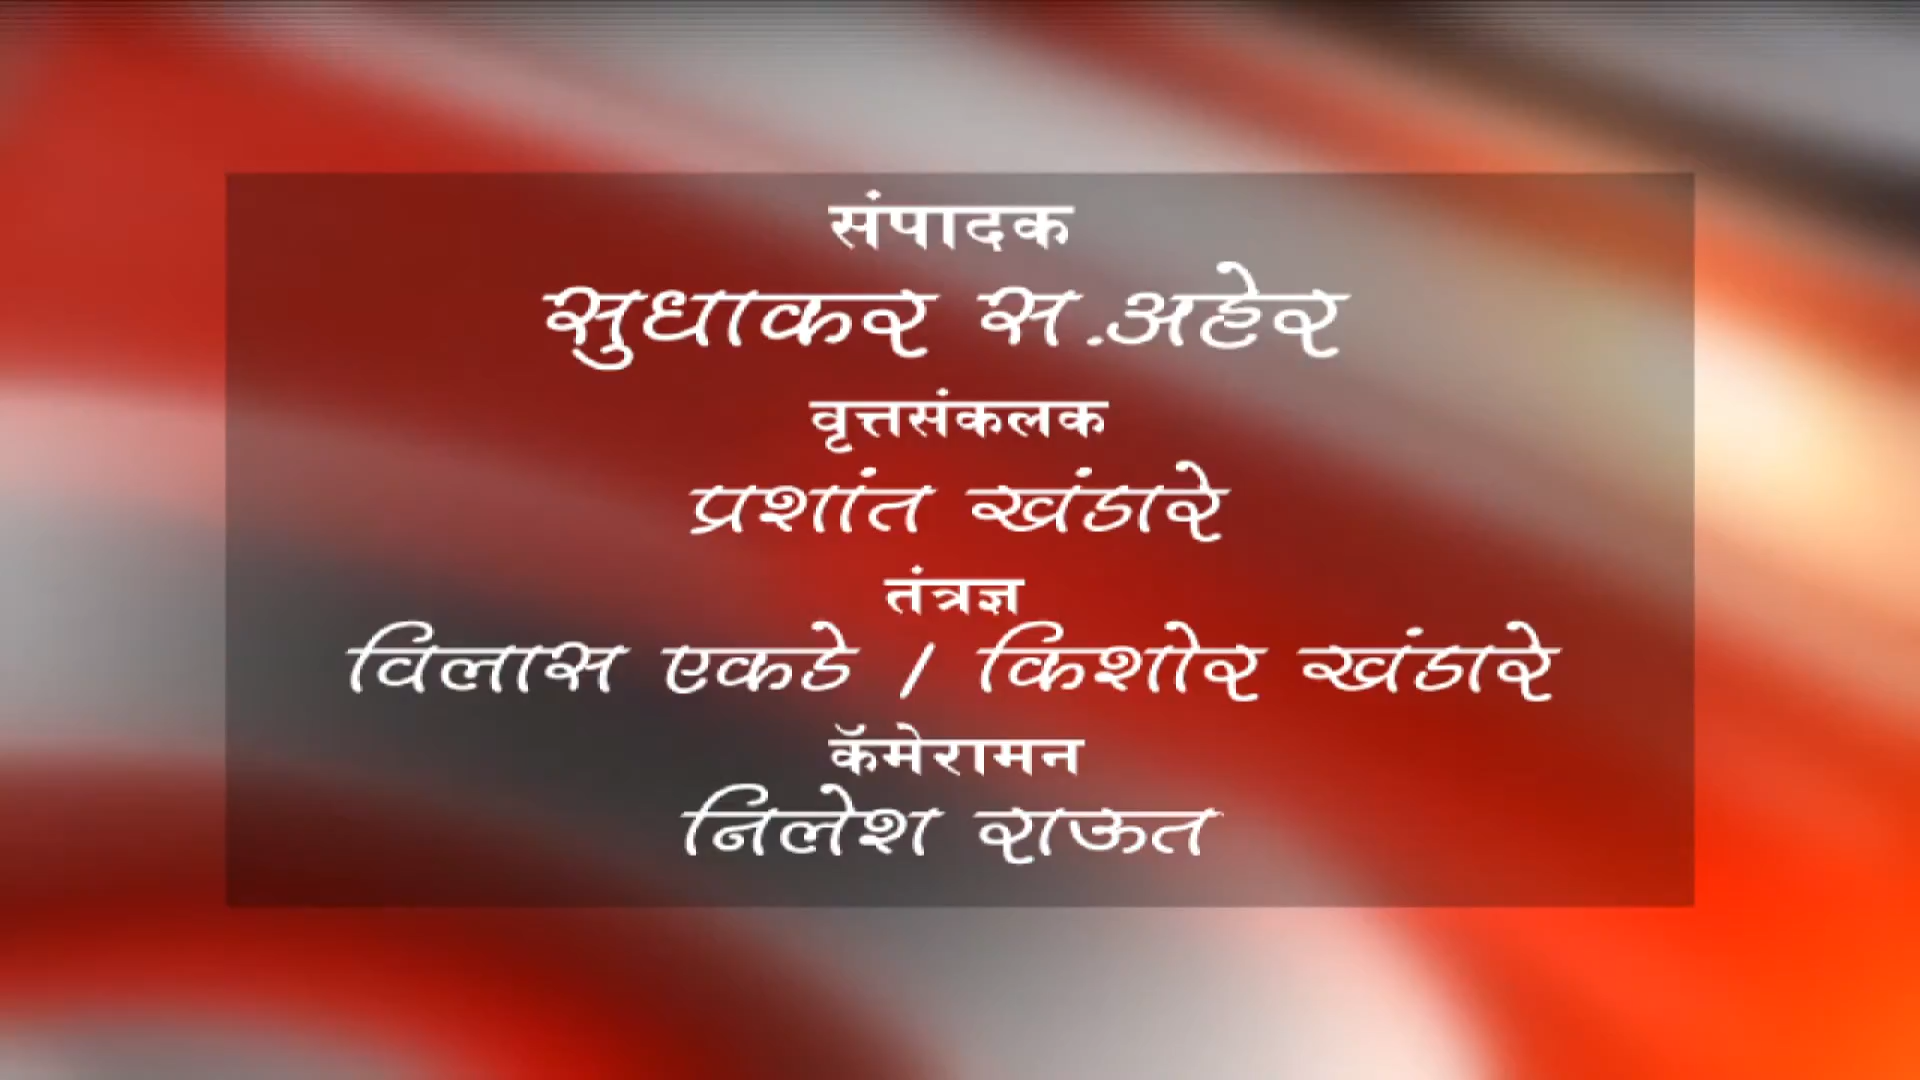 संपादक
सुधाकर स.अहेर
वृत्तसंकलक
प्रशांत खंडारे
तंत्रज्ञ
विलास एकडे / किशोर खंडारे
कॅमेरामन
निलेश राऊत